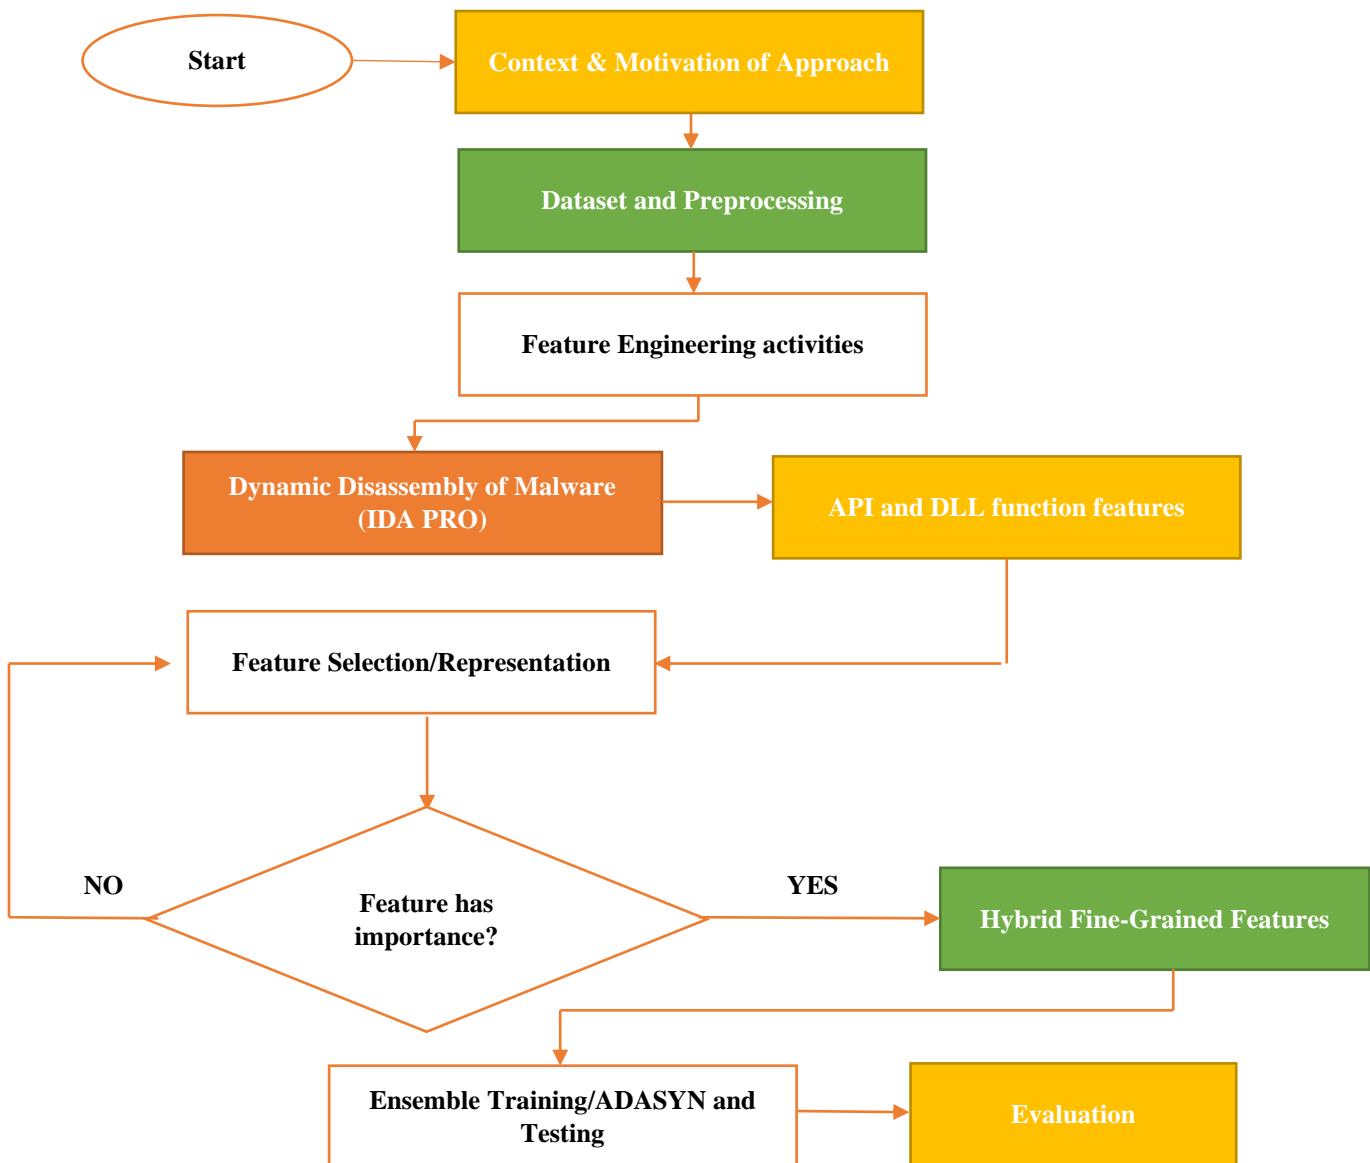 Start
Context & Motivation of Approach
Dataset and Preprocessing
Feature Engineering activities
Dynamic Disassembly of Malware
(IDA PRO)
API and DLL function features
Feature Selection/Representation
NO
Feature has
importance?
YES
Hybrid Fine-Grained Features
Ensemble Training/ADASYN and
Testing
Evaluation